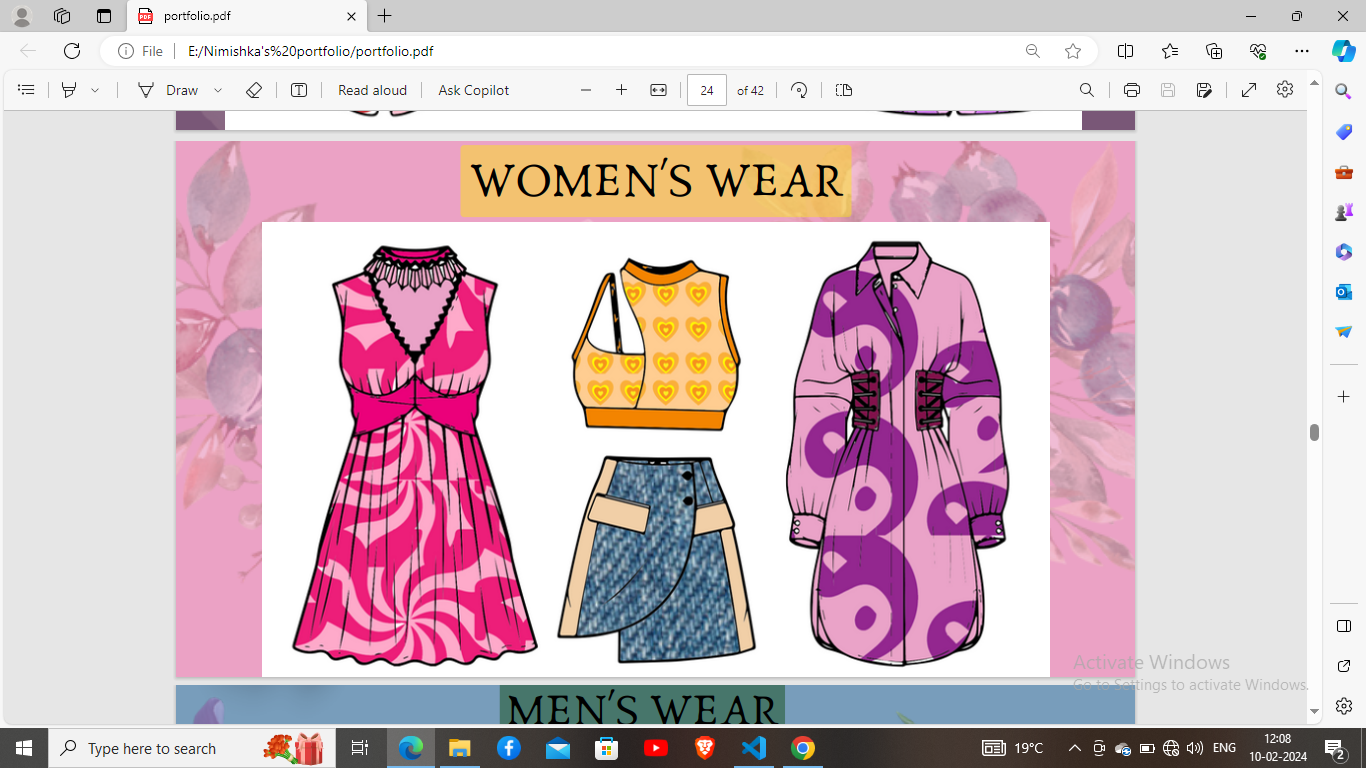 portfolio.pdf
File
E:/Nimishka's%20portfolio/portfolio.pdf
Draw
Read aloud
Ask Copilot
24
of 42
WOMEN'S WEAR
Activate Windows
Go to Settings to activate Windows.
MEN'S WEAR
Type here to search
19°C
ENG
12:08
10-02-2024
2